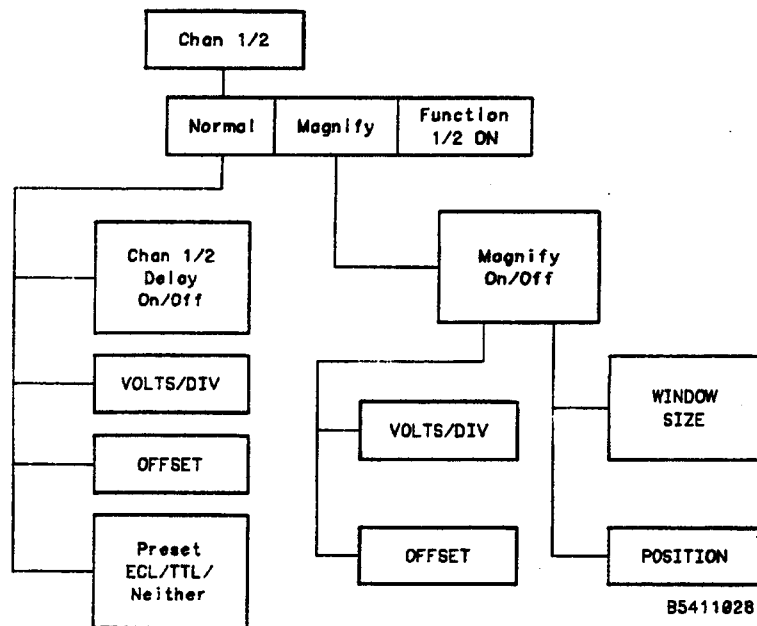 Chan 1/2
Normal
Magnify
Function
1/2 ON
Chan 1/2
Delay
On/Off
VOLTS/DIV
OFFSET
Preset
ECL/TTL/
Neither
Magnify
On/Off
VOLTS/DIV
OFFSET
WINDOW
SIZE
POSITION
B5411028